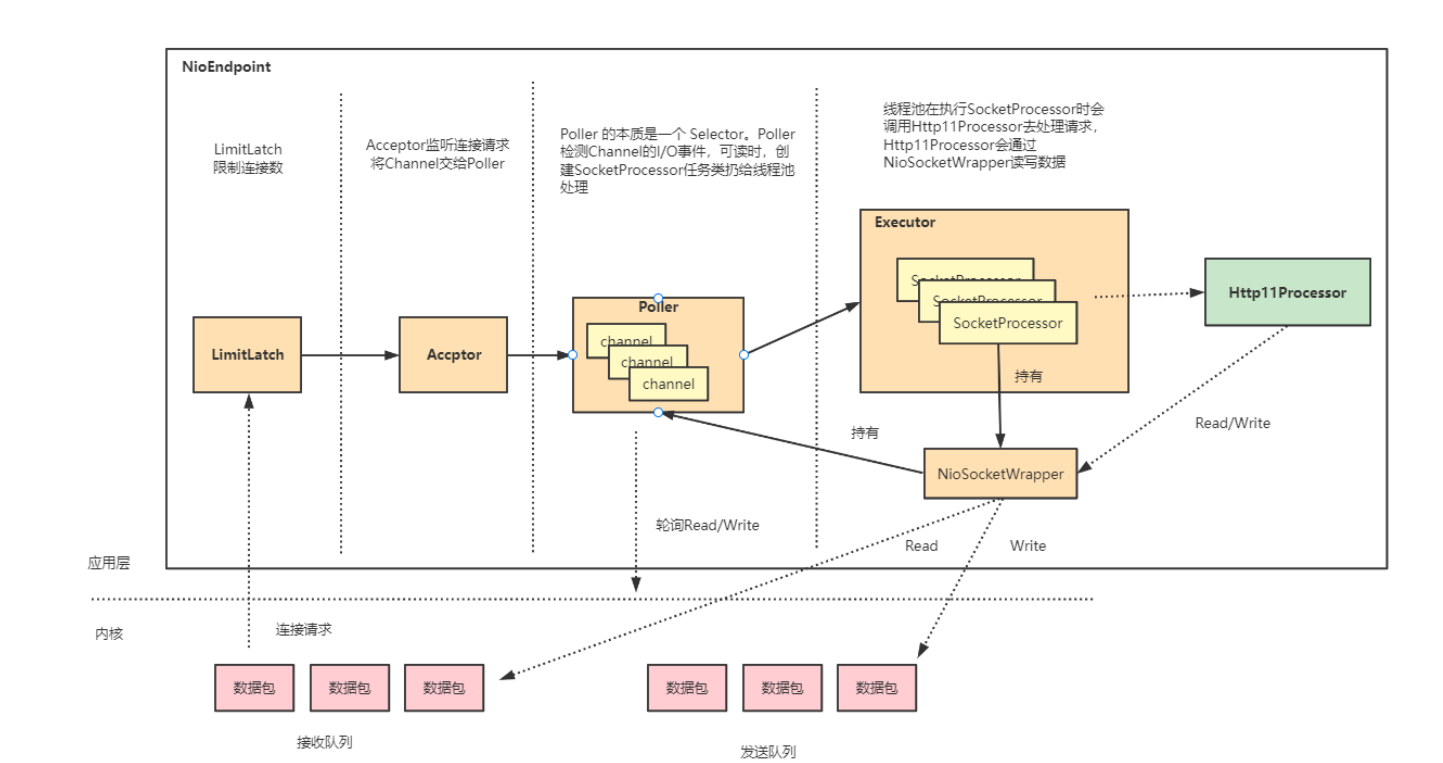 NioEndpoint
LimitLatch
限制连接数
Acceptor监听连接请求
将Channel交给Poller
Poller 的本质是一个 Selector。Poller
检测Channel的I/O事件，可读时，创
建SocketProcessor任务类扔给线程池
处理
线程池在执行SocketProcessor时会
调用Http11Processor去处理请求，
Http11Processor会通过
NioSocketWrapper读写数据
Executor
SocketProcessor
SocketProcessor
SocketProcessor
Http11Processor
Poller
channel
channel
channel
LimitLatch
Accptor
持有
持有
Read/Write
NioSocketWrapper
轮询Read/Write
Read
Write
应用层
内核
连接请求
数据包
数据包
数据包
数据包
数据包
数据包
接收队列
发送队列